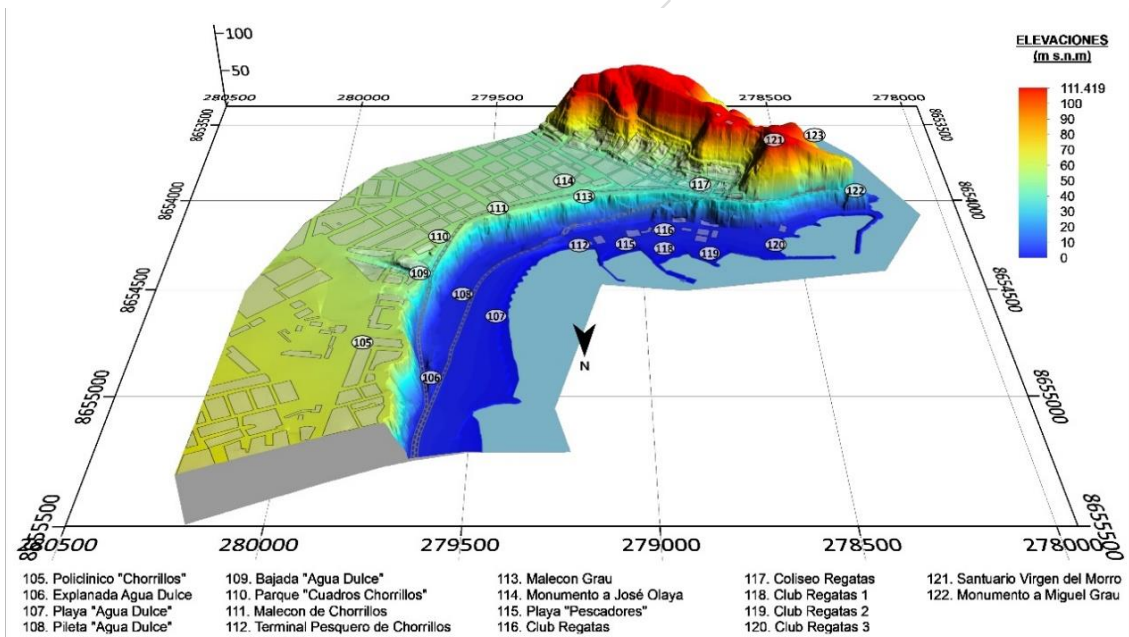 100
50
ELEVACIONES
(m s.n.m)
111.419
100
90
80
70
60
50
40
30
20
10
0
280500
280000
279500
278500
278000
8653500
8653500
8654000
8654000
8654500
8654500
8655000
8655000
8655500
8655500
121
123
114
113
117
122
111
110
116
112
115
118
119
120
109
108
107
105
106
N
280500
280000
279500
279000
278500
278000
105. Policlinico "Chorrillos"
106. Explanada Agua Dulce
107. Playa "Agua Dulce"
108. Pileta "Agua Dulce"
109. Bajada "Agua Dulce"
110. Parque "Cuadros Chorrillos"
111. Malecon de Chorrillos
112. Terminal Pesquero de Chorrillos
113. Malecon Grau
114. Monumento a José Olaya
115. Playa "Pescadores"
116. Club Regatas
117. Coliseo Regatas
118. Club Regatas 1
119. Club Regatas 2
120. Club Regatas 3
121. Santuario Virgen del Morro
122. Monumento a Miguel Grau